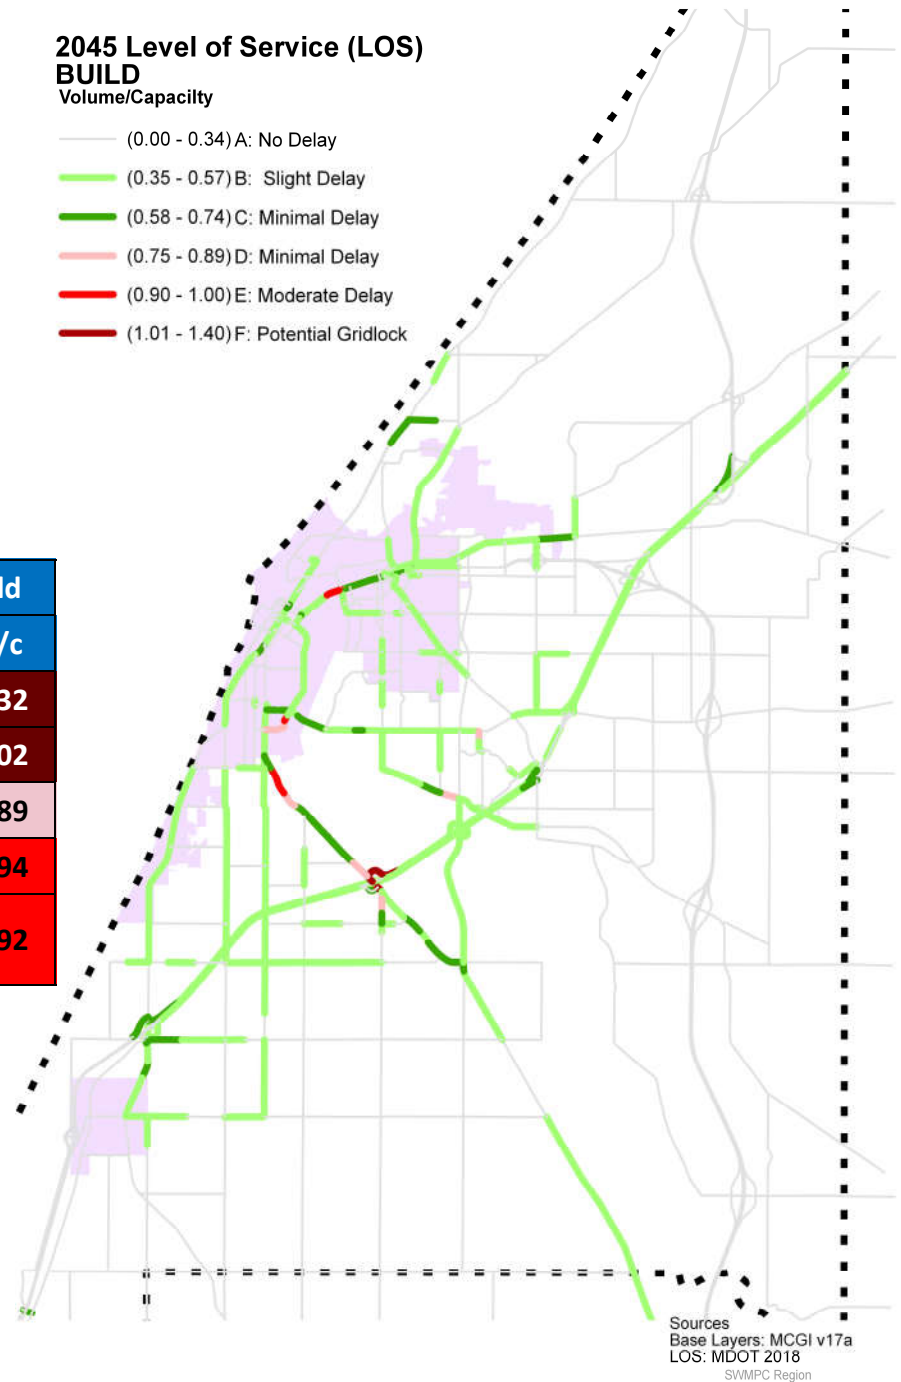 2045 Level of Service (LOS)
BUILD
Volume/Capacilty
(0.00 - 0.34) A: No Delay
(0.35 - 0.57) B: Slight Delay
(0.58 - 0.74) C: Minimal Delay
(0.75 - 0.89) D: Minimal Delay
(0.90 - 1.00) E: Moderate Delay
(1.01 - 1.40) F: Potential Gridlock
ld
/c
32
02
89
94
92
Sources
Base Layers: MCGI v17a
LOS: MDOT 2018
SWMPC Region